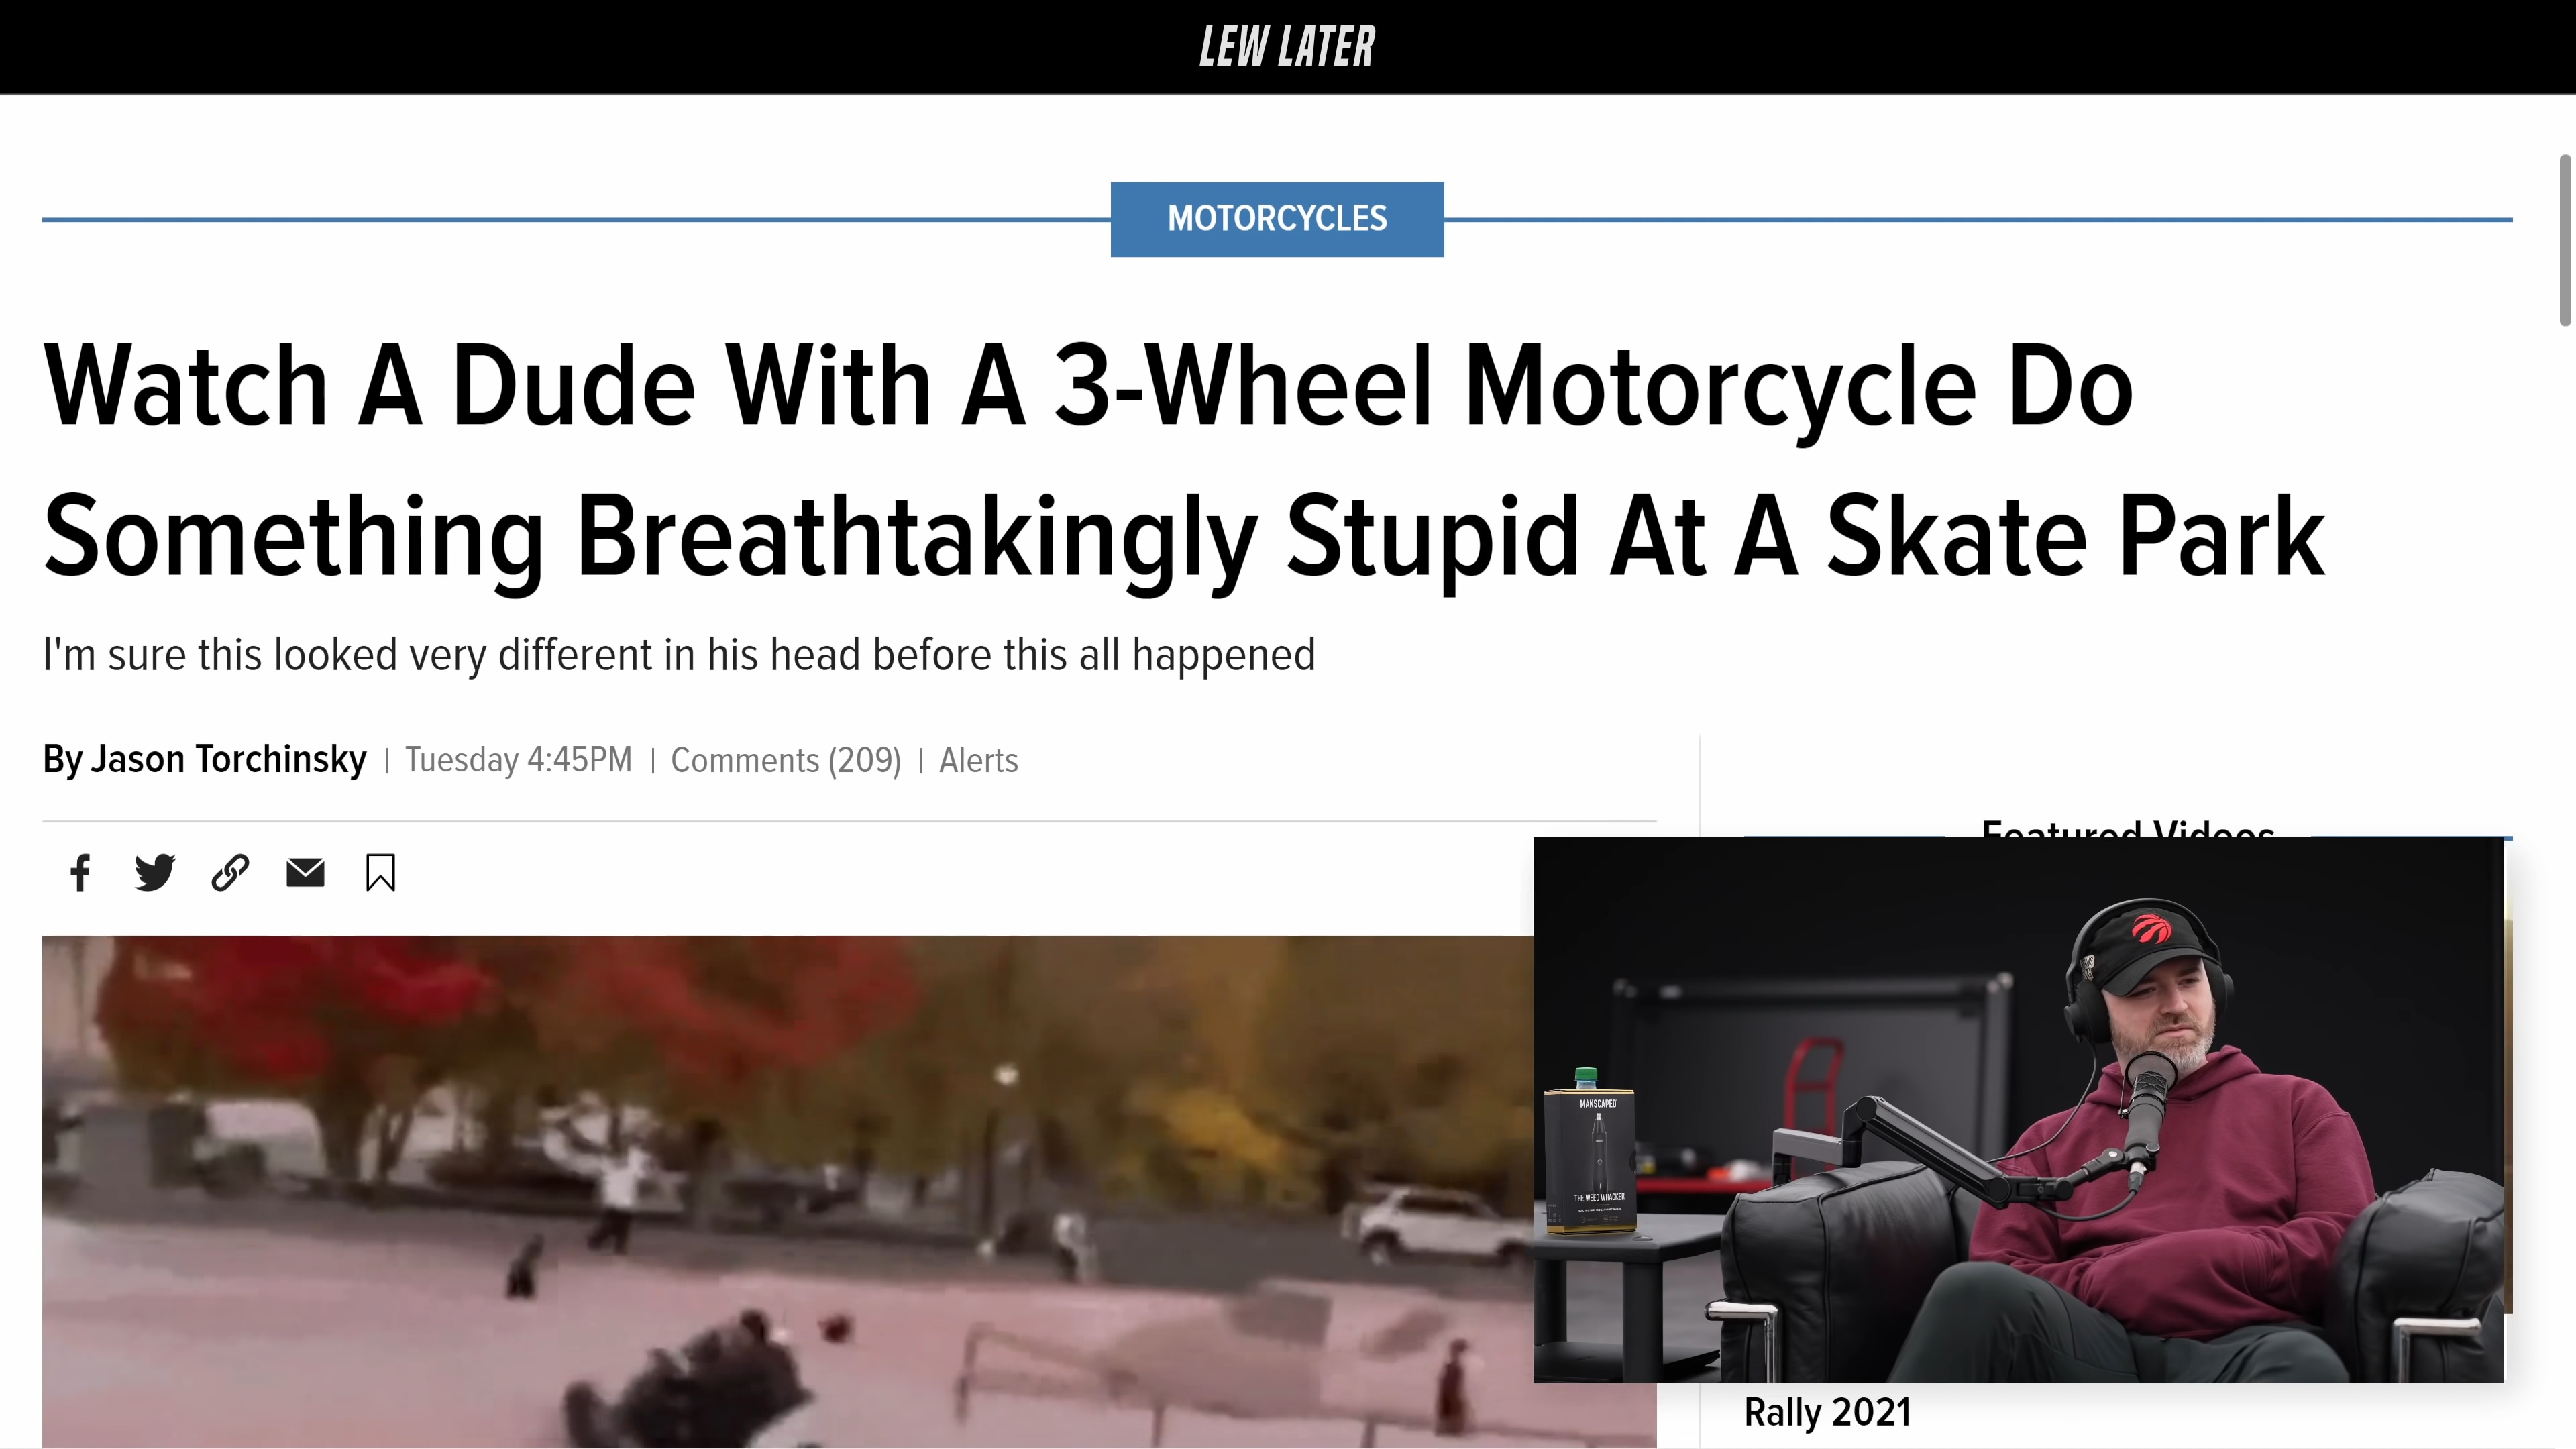 LEW LATER
MOTORCYCLES
Watch A Dude With A 3-Wheel Motorcycle Do
Something Breathtakingly Stupid At A Skate Park
I'm sure this looked very different in his head before this all happened
By Jason Torchinsky | Tuesday 4:45PM | Comments (209) | Alerts
Featured Videos
MANSCAPED
THE WEED WHACKER
Rally 2021